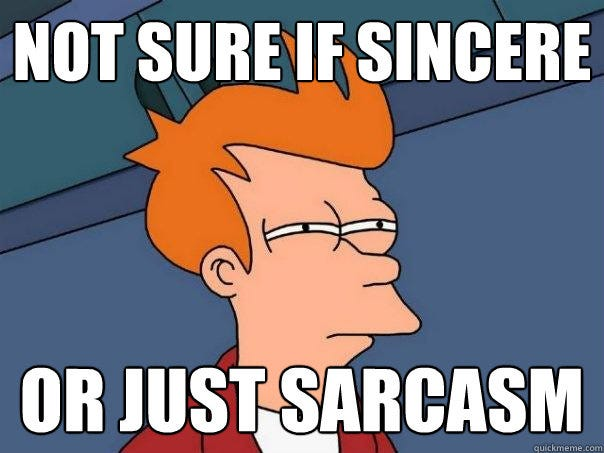 NOT SURE IF SINCERE
OR JUST SARCASM
quickmeme.com